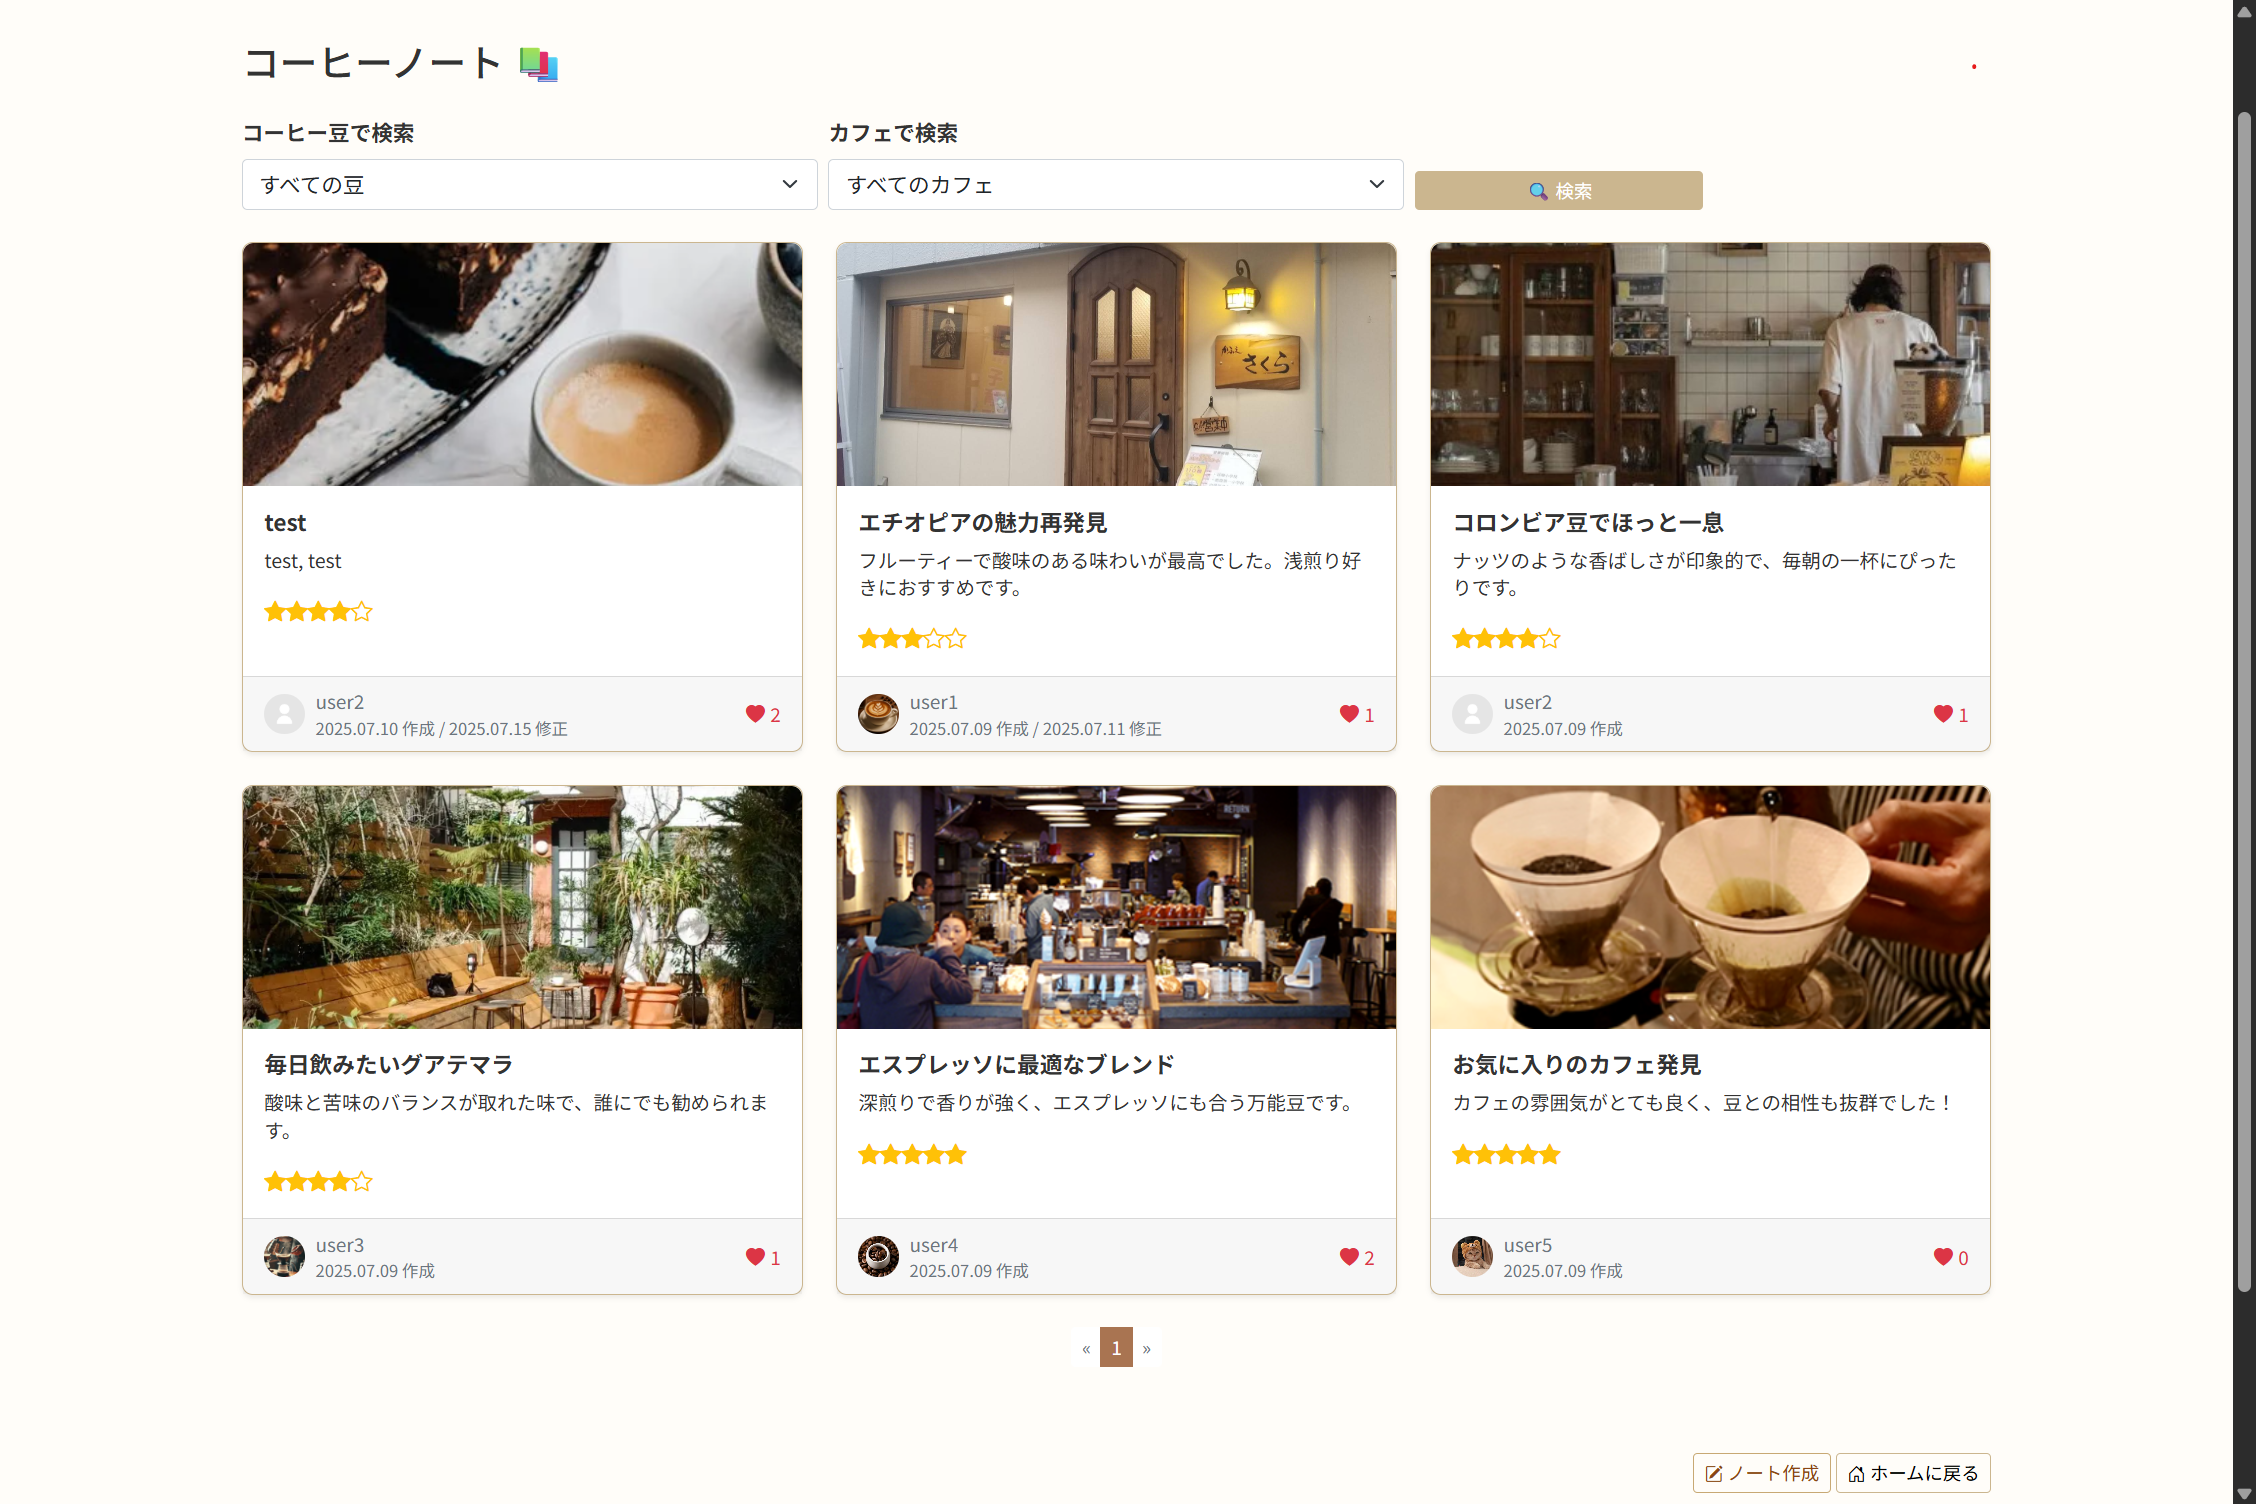 コーヒーノート
コーヒー豆で検索
カフェで検索
すべての豆
すべてのカフェ
検索
さくら
test
test, test
user2
2025.07.10 作成 / 2025.07.15 修正
2
エチオピアの魅力再発見
フルーティーで酸味のある味わいが最高でした。浅煎り好
きにおすすめです。
user1
2025.07.09 作成 / 2025.07.11 修正
1
コロンビア豆でほっと一息
ナッツのような香ばしさが印象的で、毎朝の一杯にぴった
りです。
user2
2025.07.09 作成
1
RETURN
毎日飲みたいグアテマラ
酸味と苦味のバランスが取れた味で、誰にでも勧められま
す。
user3
2025.07.09 作成
1
エスプレッソに最適なブレンド
深煎りで香りが強く、エスプレッソにも合う万能豆です。
user4
2025.07.09 作成
2
お気に入りのカフェ発見
カフェの雰囲気がとても良く、豆との相性も抜群でした！
user5
2025.07.09 作成
0
« 1 »
ノート作成
ホームに戻る